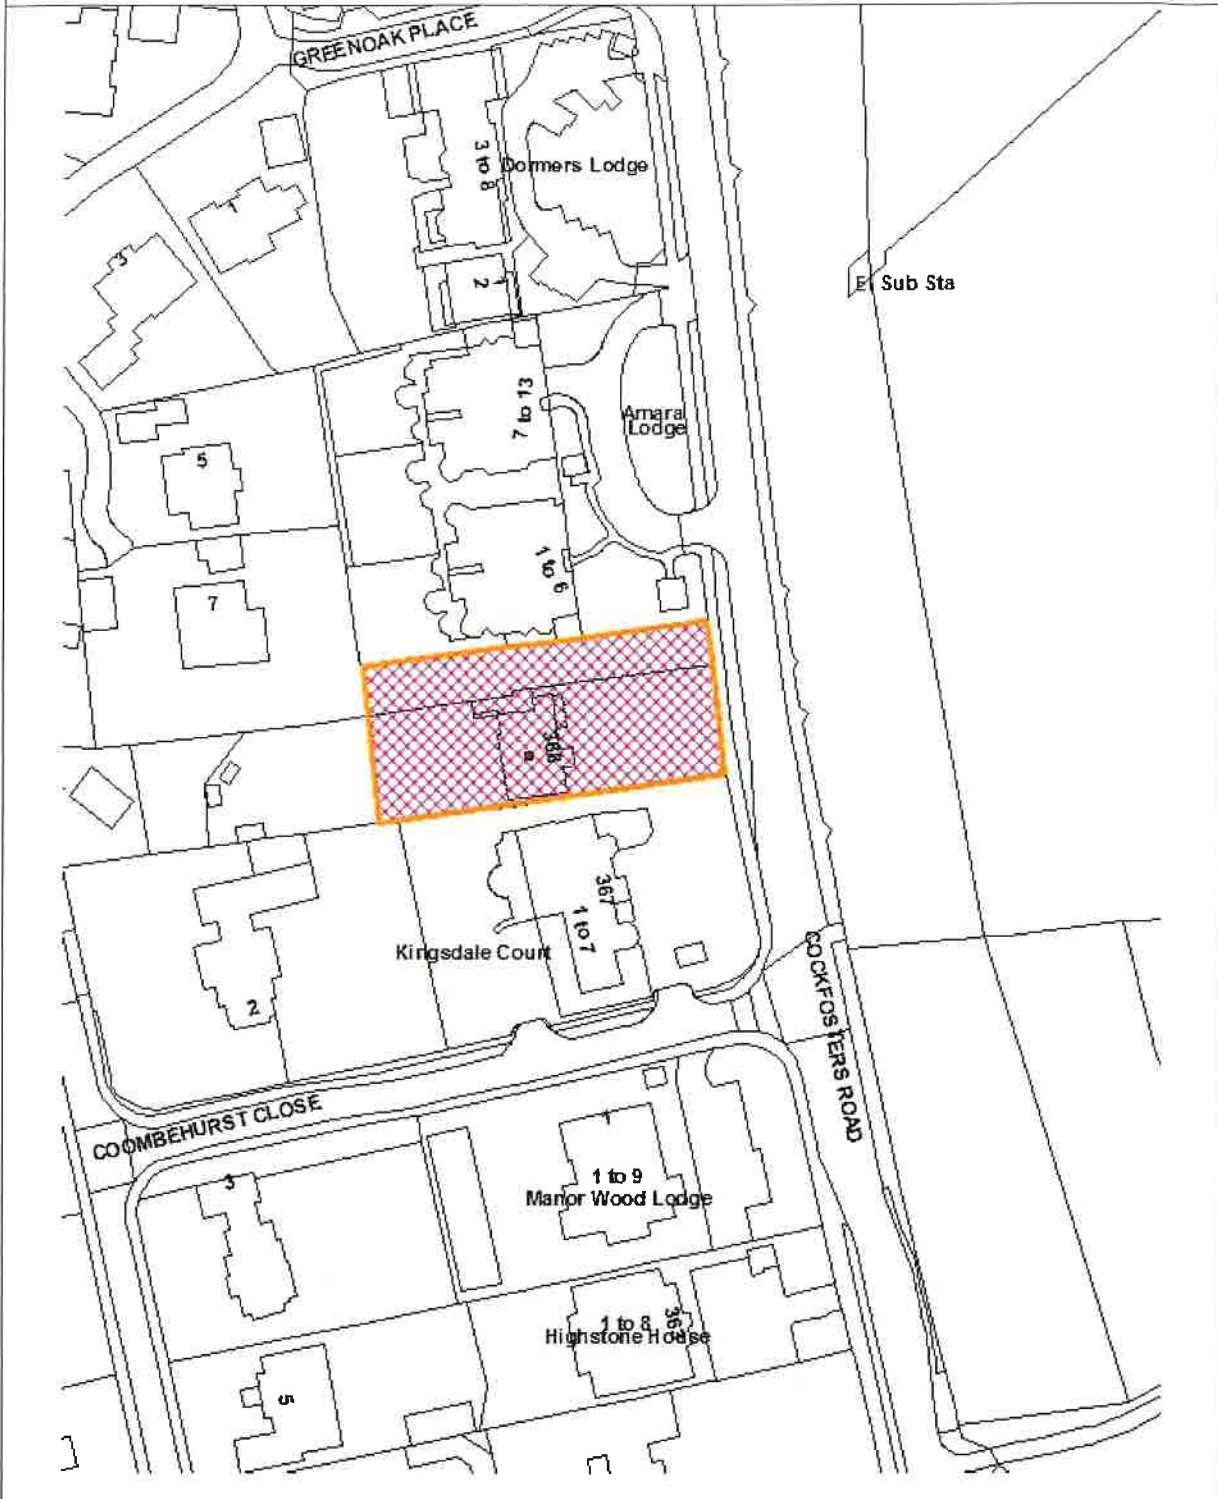 GREENOAK PLACE
3 to 8
Dormers Lodge
1
3
2
E
Sub Sta
7 to 13
Amara
Lodge
5
1 to 6
7
368
a
367
1 to 7
Kingsdale Court
2
COCKFOSTERS ROAD
COOMBEHURST CLOSE
3
1
1 to 9
Manor Wood Lodge
1 to 8
Highstone House
5